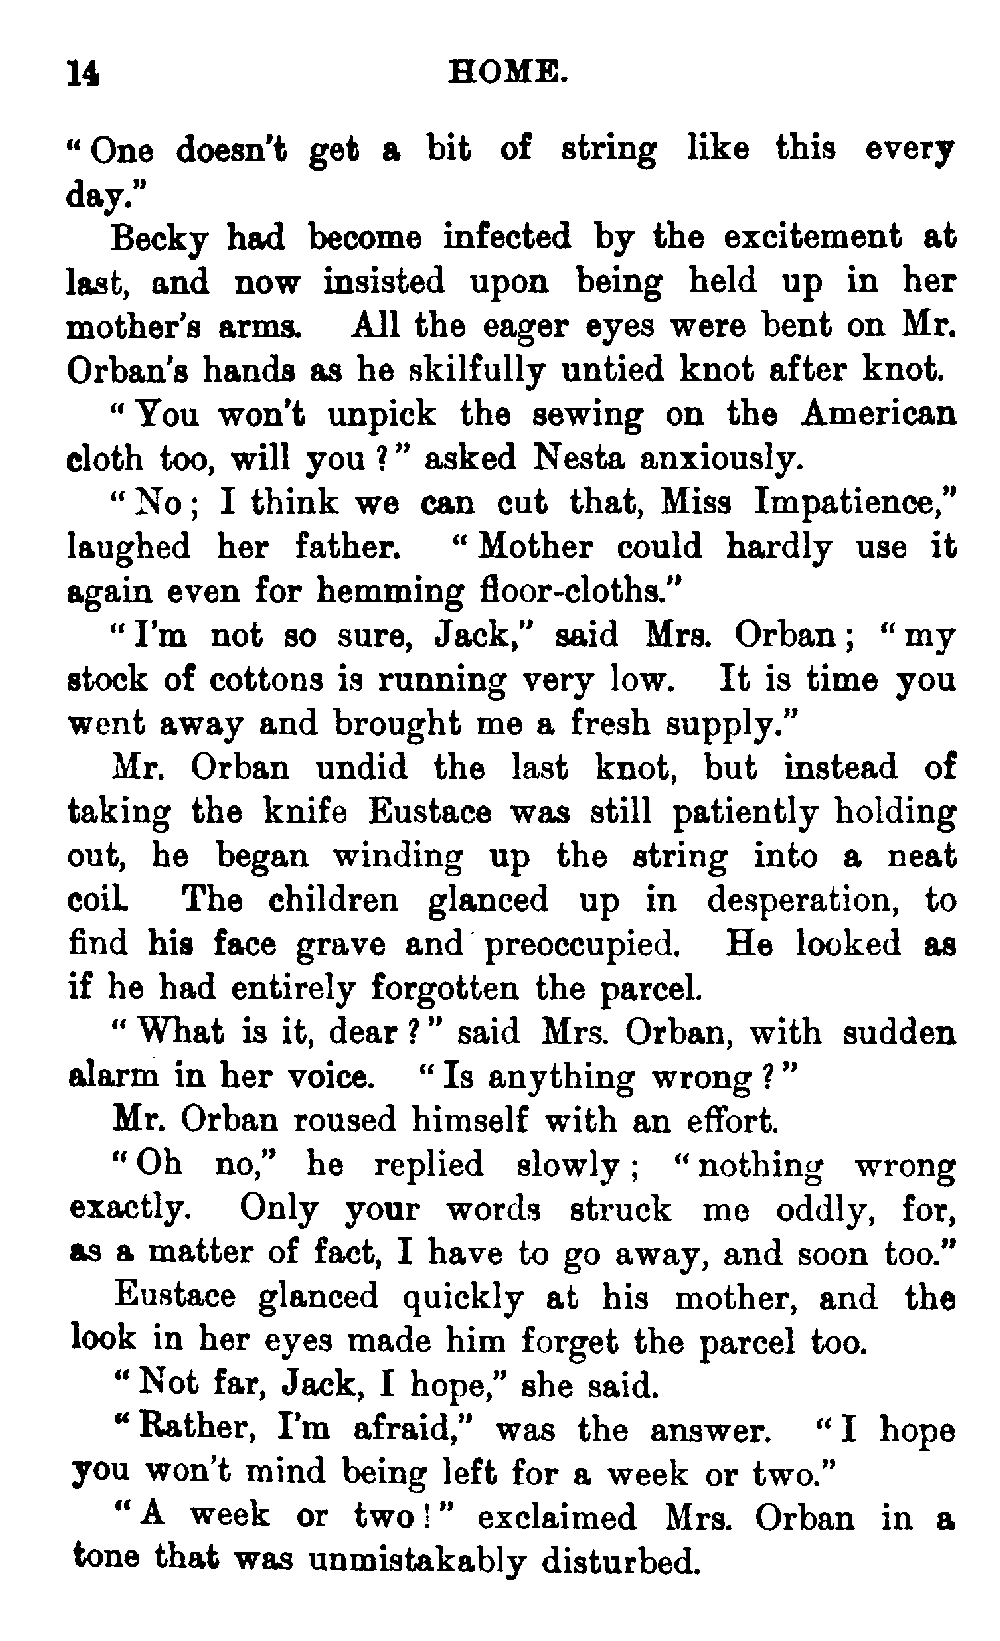 14 HOME.
“One doesn't get a bit of string like this every
day.”
Becky had become infected by the excitement at
last, and now insisted upon being held up in her
mother's arms. All the eager eyes were bent on Mr.
Orban's hands as he skilfully untied knot after knot.
“You won't unpick the sewing on the American
cloth too, will you?” asked Nesta anxiously.
“No; I think we can cut that, Miss Impatience,”
laughed her father. “Mother could hardly use it
again even for hemming floor-cloths.”
“I'm not so sure, Jack,” said Mrs. Orban; “my
stock of cottons is running very low. It is time you
went away and brought me a fresh supply.”
Mr. Orban undid the last knot, but instead of
taking the knife Eustace was still patiently holding
out, he began winding up the string into a neat
coil. The children glanced up in desperation, to
find his face grave and preoccupied. He looked as
if he had entirely forgotten the parcel.
“What is it, dear?” said Mrs. Orban, with sudden
alarm in her voice. “Is anything wrong?”
Mr. Orban roused himself with an effort.
“Oh no,” he replied slowly; “nothing wrong
exactly. Only your words struck me oddly, for,
as a matter of fact, I have to go away, and soon too.”
Eustace glanced quickly at his mother, and the
look in her eyes made him forget the parcel too.
“Not far, Jack, I hope,” she said.
“Rather, I'm afraid,” was the answer. “I hope
you won't mind being left for a week or two.”
“A week or two!” exclaimed Mrs. Orban in a
tone that was unmistakably disturbed.